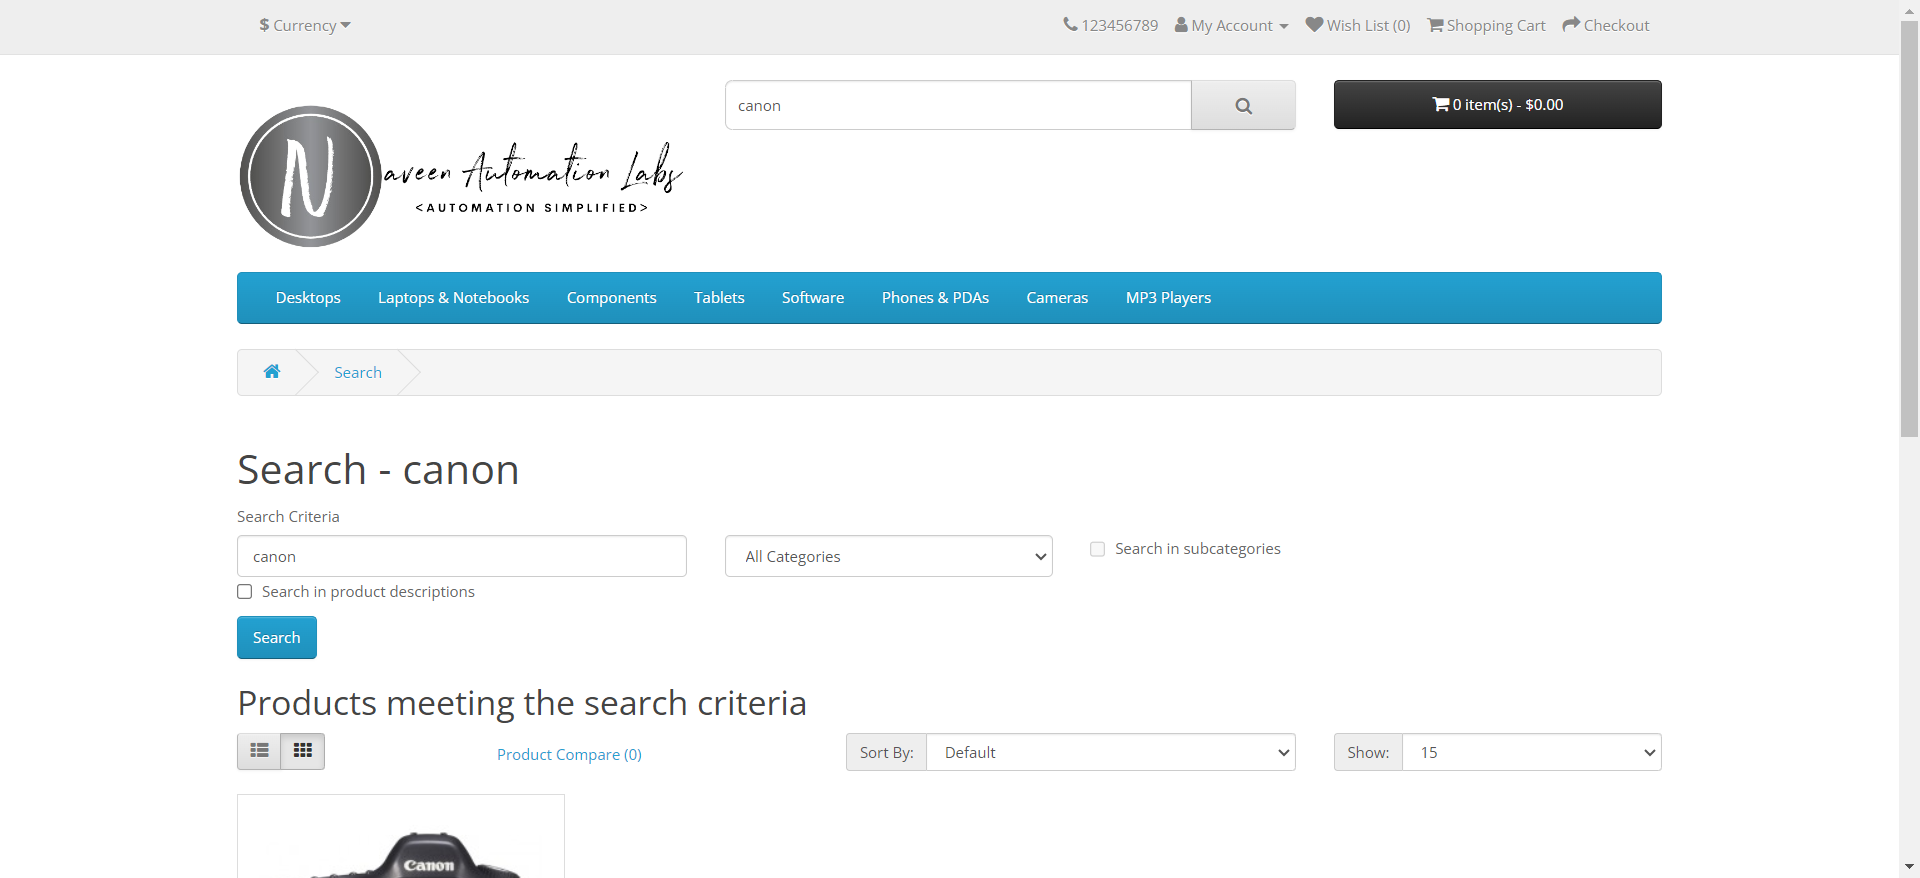 $ Currency
123456789 My Account Wish List (0) Shopping Cart Checkout
canon
0 item(s) - $0.00
N aveen Automation Labs
<AUTOMATION SIMPLIFIED>
Desktops Laptops & Notebooks Components Tablets Software Phones & PDAs Cameras MP3 Players
Search
Search - canon
Search Criteria
canon
All Categories
Search in subcategories
Search in product descriptions
Search
Products meeting the search criteria
Product Compare (0)
Sort By: Default
Show: 15
Canon